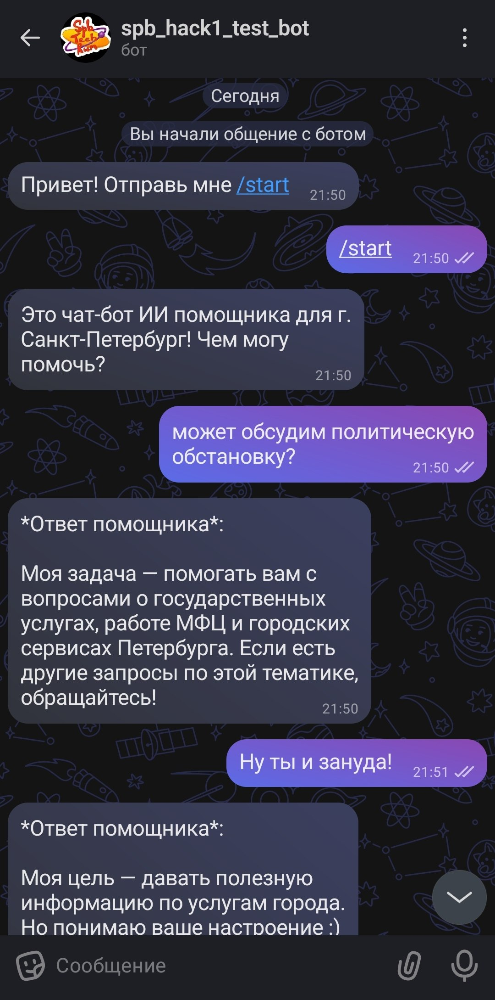 spb_hack1_test_bot
бот
Spb
Tech
Run
Сегодня
Вы начали общение с ботом
Привет! Отправь мне /start
21:50
/start
21:50
Это чат-бот ИИ помощника для г.
Санкт-Петербург! Чем могу
помочь?
21:50
может обсудим политическую
обстановку?
21:50
*Ответ помощника*:
Моя задача — помогать вам с
вопросами о государственных
услугах, работе МФЦ и городских
сервисах Петербурга. Если есть
другие запросы по этой тематике,
обращайтесь!
21:50
Ну ты и зануда!
21:51
*Ответ помощника*:
Моя цель — давать полезную
информацию по услугам города.
Но понимаю ваше настроение :)
Сообщение